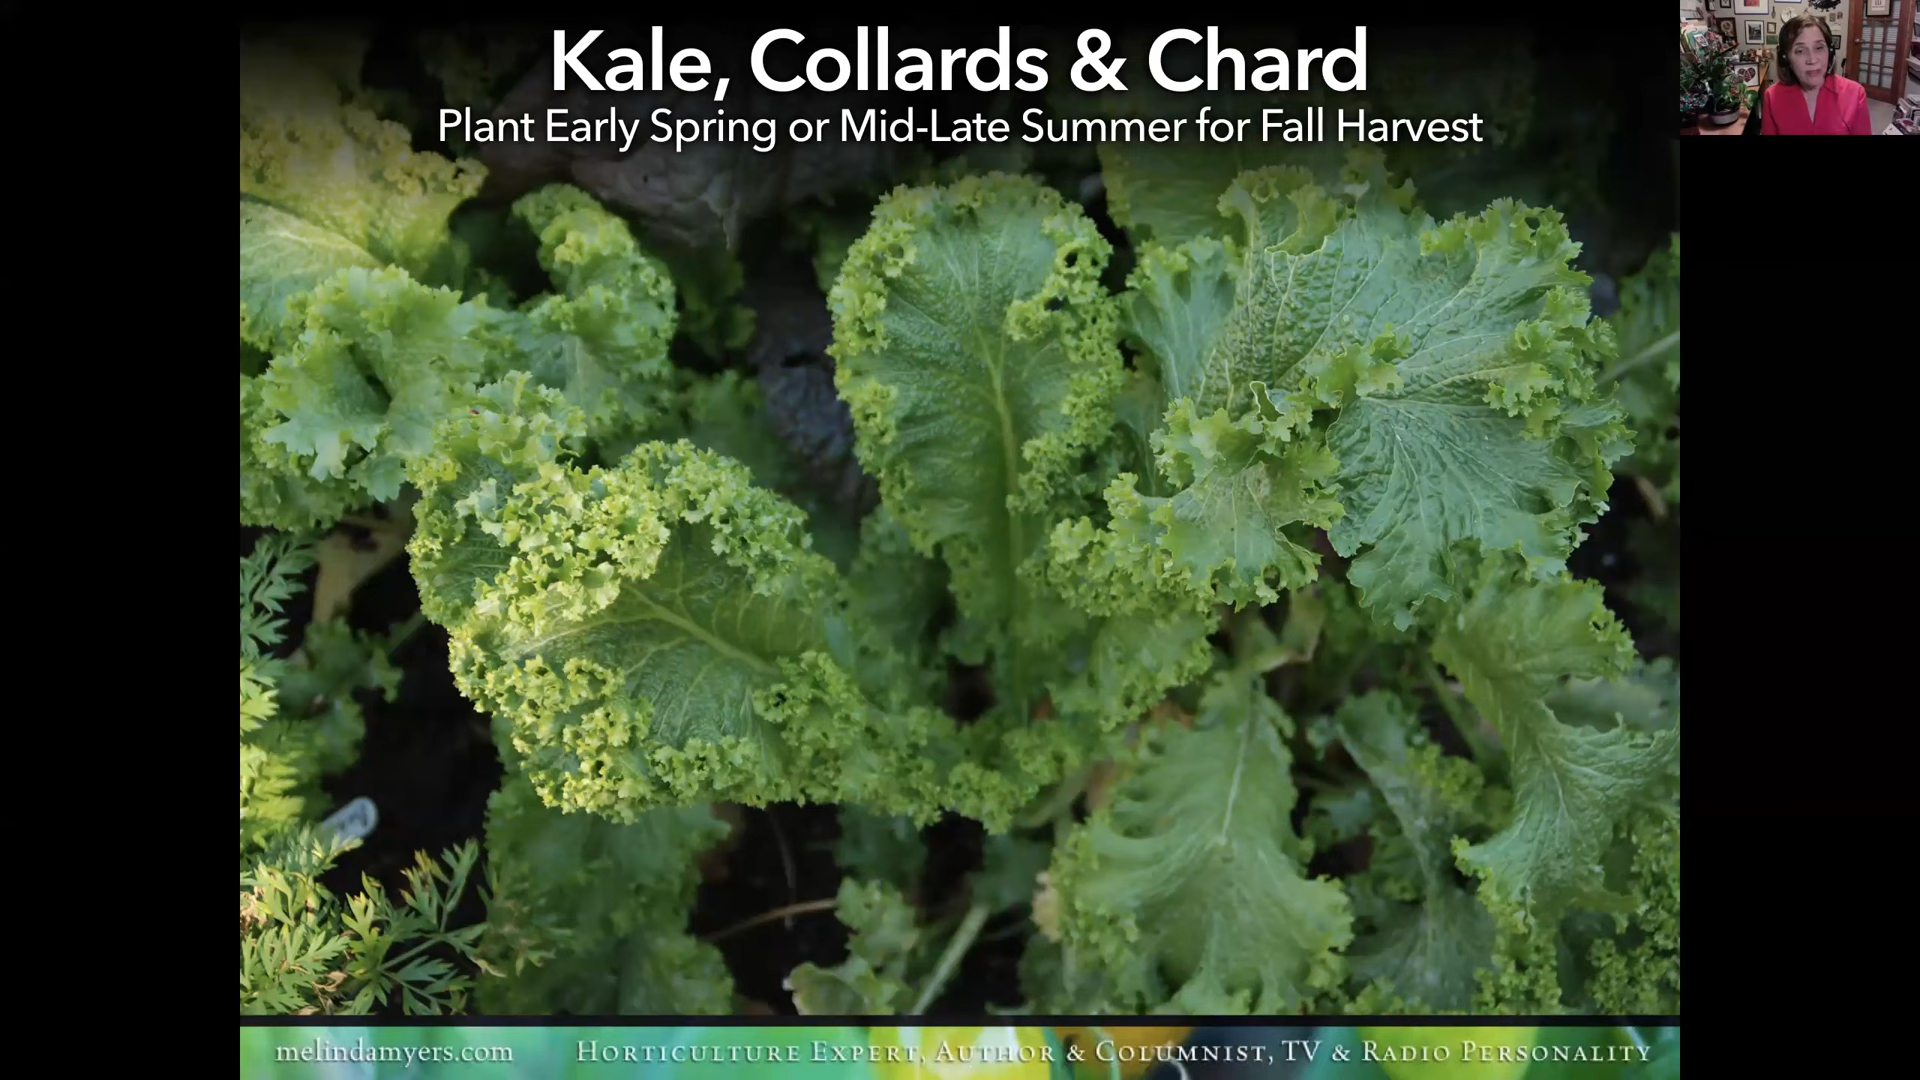 Kale, Collards & Chard
Plant Early Spring or Mid-Late Summer for Fall Harvest
melindamyers.com
Horticulture Expert, Author & Columnist, TV & Radio Personality